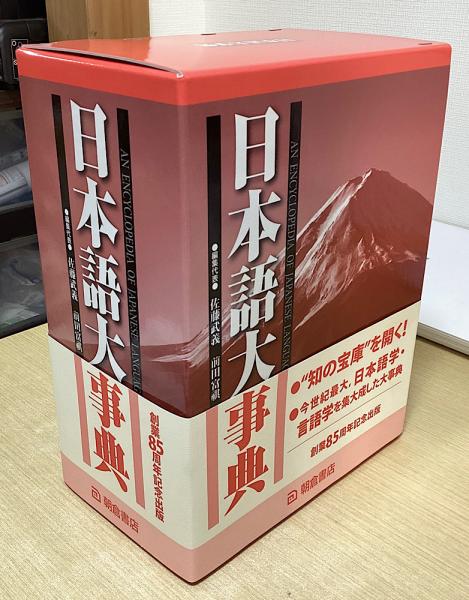 日本語大事典
AN ENCYCLOPEDIA OF JAPANESE LANGUAGE
●編集代表● 佐藤武義 前田富祺
創業85周年記念出版
朝倉書店
日本語大事典
AN ENCYCLOPEDIA OF JAPANESE LANGUAGE
●編集代表● 佐藤武義 前田富祺
●“知の宝庫”を開く!
●今世紀最大，日本語学・
言語学を集大成した大事典
創業85周年記念出版
朝倉書店